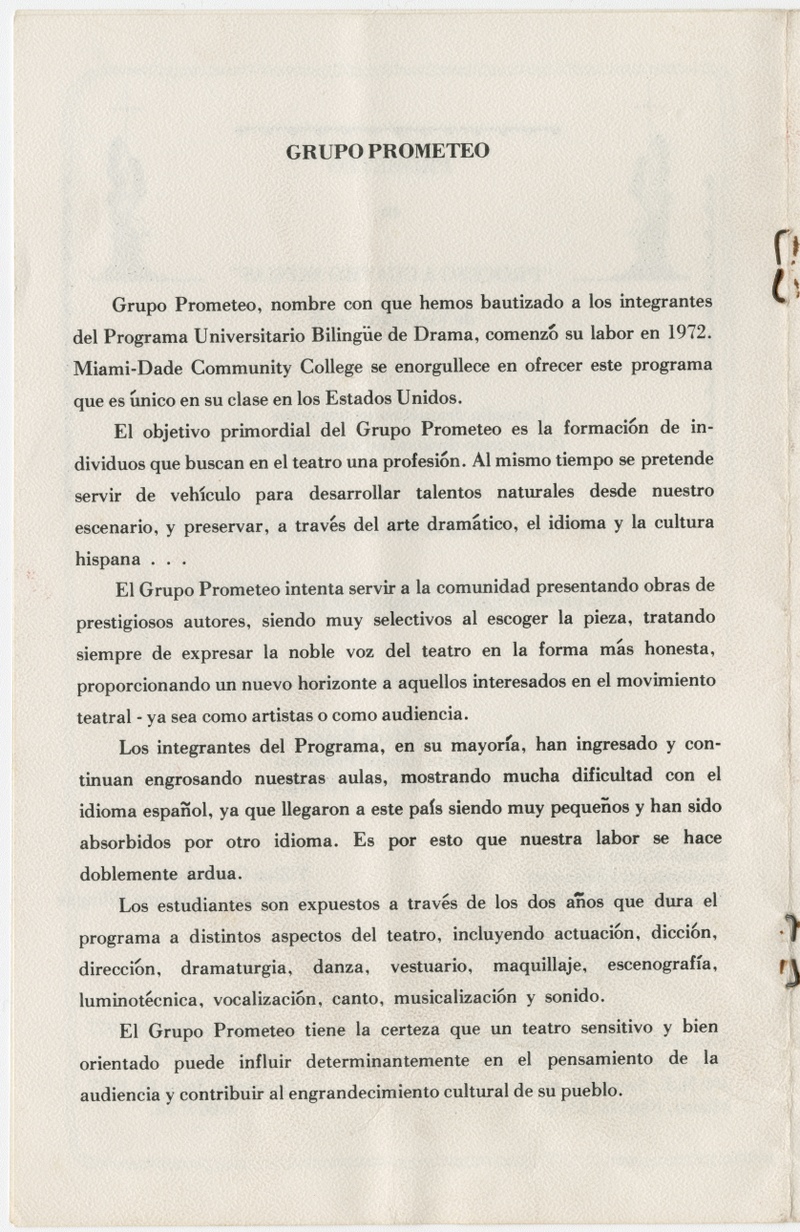 GRUPO PROMETEO
Grupo Prometeo, nombre con que hemos bautizado a los integrantes
del Programa Universitario Bilingüe de Drama, comenzó su labor en 1972.
Miami-Dade Community College se enorgullece en ofrecer este programa
que es único en su clase en los Estados Unidos.
El objetivo primordial del Grupo Prometeo es la formación de in-
dividuos que buscan en el teatro una profesión. Al mismo tiempo se pretende
servir de vehículo para desarrollar talentos naturales desde nuestro
escenario, y preservar, a través del arte dramático, el idioma y la cultura
hispana . . .
El Grupo Prometeo intenta servir a la comunidad presentando obras de
prestigiosos autores, siendo muy selectivos al escoger la pieza, tratando
siempre de expresar la noble voz del teatro en la forma más honesta,
proporcionando un nuevo horizonte a aquellos interesados en el movimiento
teatral - ya sea como artistas o como audiencia.
Los integrantes del Programa, en su mayoría, han ingresado y con-
tinuan engrosando nuestras aulas, mostrando mucha dificultad con el
idioma español, ya que llegaron a este país siendo muy pequeños y han sido
absorbidos por otro idioma. Es por esto que nuestra labor se hace
doblemente ardua.
Los estudiantes son expuestos a través de los dos años que dura el
programa a distintos aspectos del teatro, incluyendo actuación, dicción,
dirección, dramaturgia, danza, vestuario, maquillaje, escenografía,
luminotécnica, vocalización, canto, musicalización y sonido.
El Grupo Prometeo tiene la certeza que un teatro sensitivo y bien
orientado puede influir determinantemente en el pensamiento de la
audiencia y contribuir al engrandecimiento cultural de su pueblo.